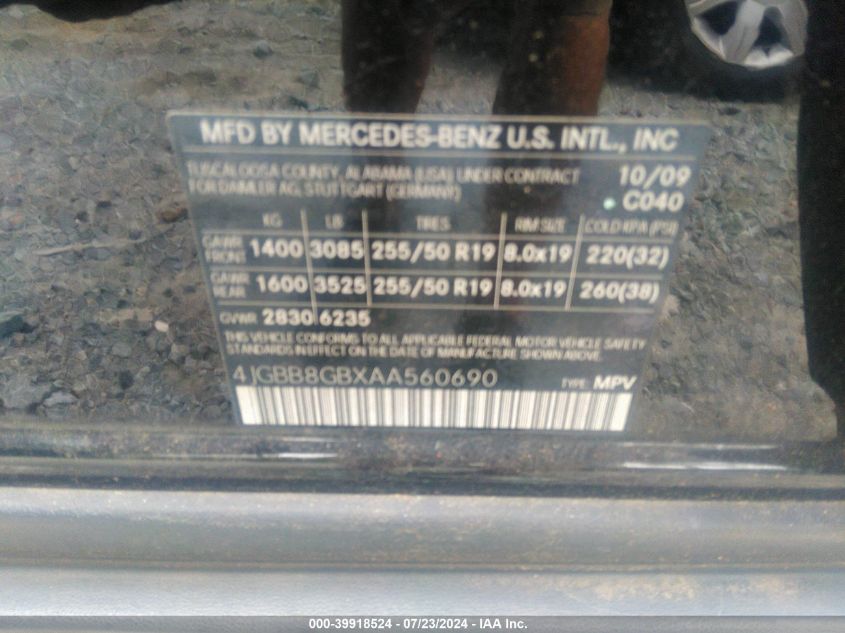 MFD BY MERCEDES-BENZ U.S. INTL., INC
TUSCALOOSA COUNTY, ALABAMA (USA) UNDER CONTRACT 10/09
FOR DAIMLER AG, STUTTGART (GERMANY) C040
KG LB TIRES RIM SIZE COLD KPA (PSI)
GAWR FRONT 1400 3085 255/50 R19 8.0x19 220(32)
GAWR REAR 1600 3525 255/50 R19 8.0x19 260(38)
GVWR 2830 6235
THIS VEHICLE CONFORMS TO ALL APPLICABLE FEDERAL MOTOR VEHICLE SAFETY
STANDARDS IN EFFECT ON THE DATE OF MANUFACTURE SHOWN ABOVE.
4JGBB8GBXAA560690 TYPE: MPV
000-39918524 - 07/23/2024 - IAA Inc.